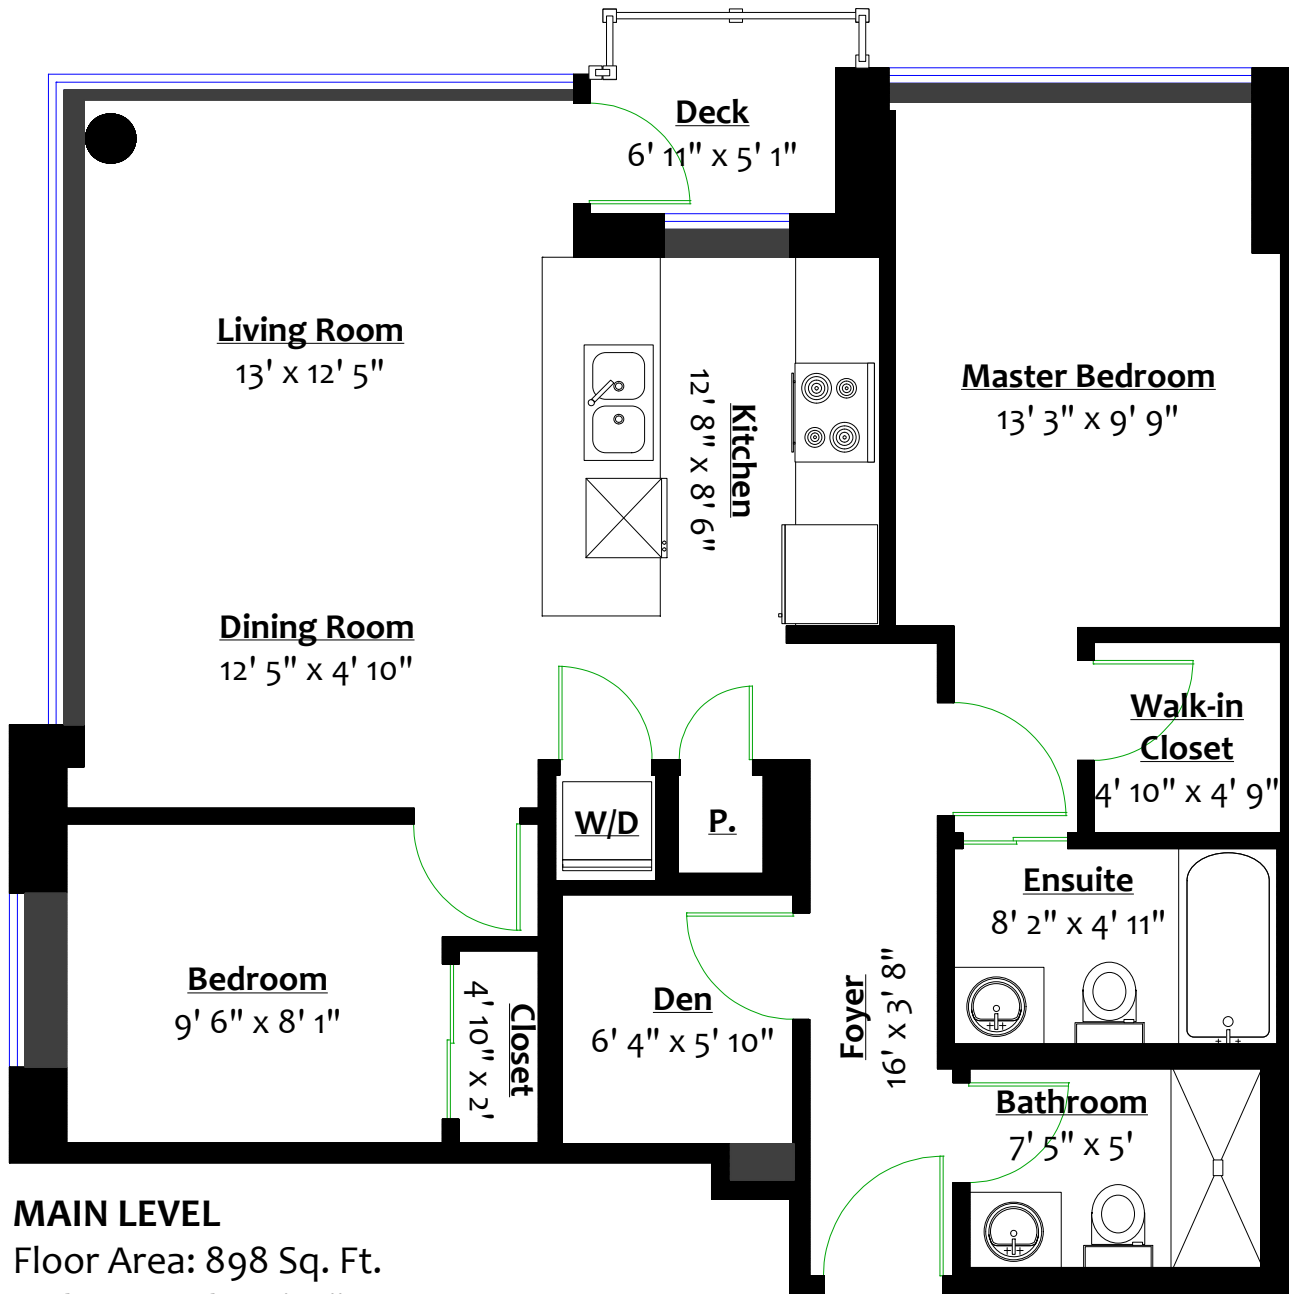 Deck
6' 11" x 5' 1"
Living Room
13' x 12' 5"
Kitchen
12' 8" x 8' 6"
Master Bedroom
13' 3" x 9' 9"
Dining Room
12' 5" x 4' 10"
Walk-in
Closet
4' 10" x 4' 9"
W/D
P.
Ensuite
8' 2" x 4' 11"
Bedroom
9' 6" x 8' 1"
Closet
4' 10" x 2'
Den
6' 4" x 5' 10"
Foyer
16' x 3' 8"
Bathroom
7' 5" x 5'
MAIN LEVEL
Floor Area: 898 Sq. Ft.